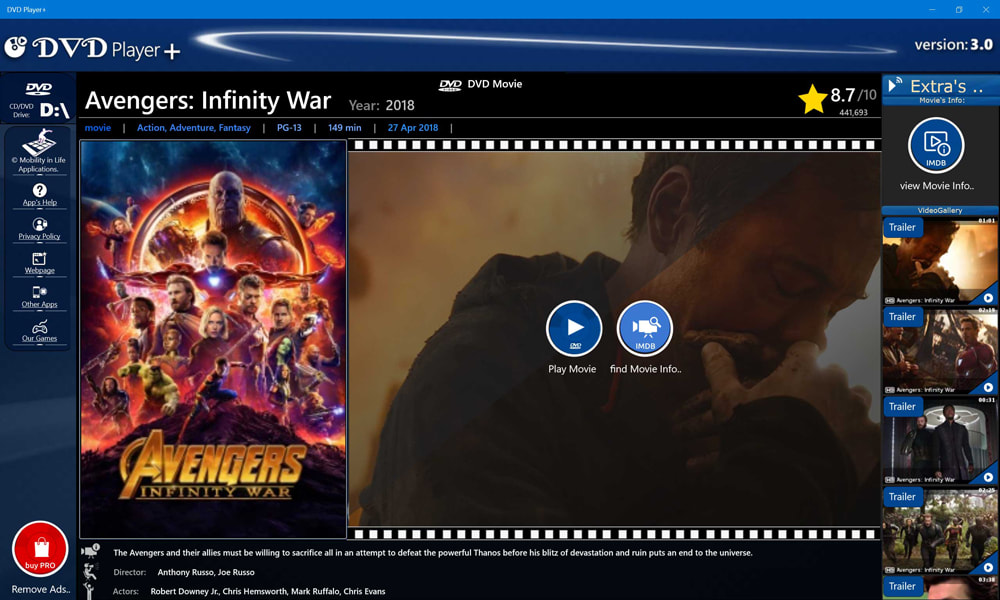 DVD Player+
DVD Player +
version: 3.0
DVD
CD/DVD
Drive:
D:\
© Mobility in Life
Applications.
App's Help
Privacy Policy
Webpage
Other Apps
Our Games
buy PRO
Remove Ads..
DVD VIDEO DVD Movie
Avengers: Infinity War Year: 2018
8.7/10
441,693
movie | Action, Adventure, Fantasy | PG-13 | 149 min | 27 Apr 2018 |
AVENGERS
INFINITY WAR
DVD
Play Movie
IMDB
find Movie Info..
The Avengers and their allies must be willing to sacrifice all in an attempt to defeat the powerful Thanos before his blitz of devastation and ruin puts an end to the universe.
Director: Anthony Russo, Joe Russo
Actors: Robert Downey Jr., Chris Hemsworth, Mark Ruffalo, Chris Evans
Extra's ..
Movie's Info:
IMDB
view Movie Info..
VideoGallery
01:01
Trailer
HD Avengers: Infinity War
02:19
Trailer
HD Avengers: Infinity War
00:31
Trailer
HD Avengers: Infinity War
02:25
Trailer
HD Avengers: Infinity War
03:38
Trailer